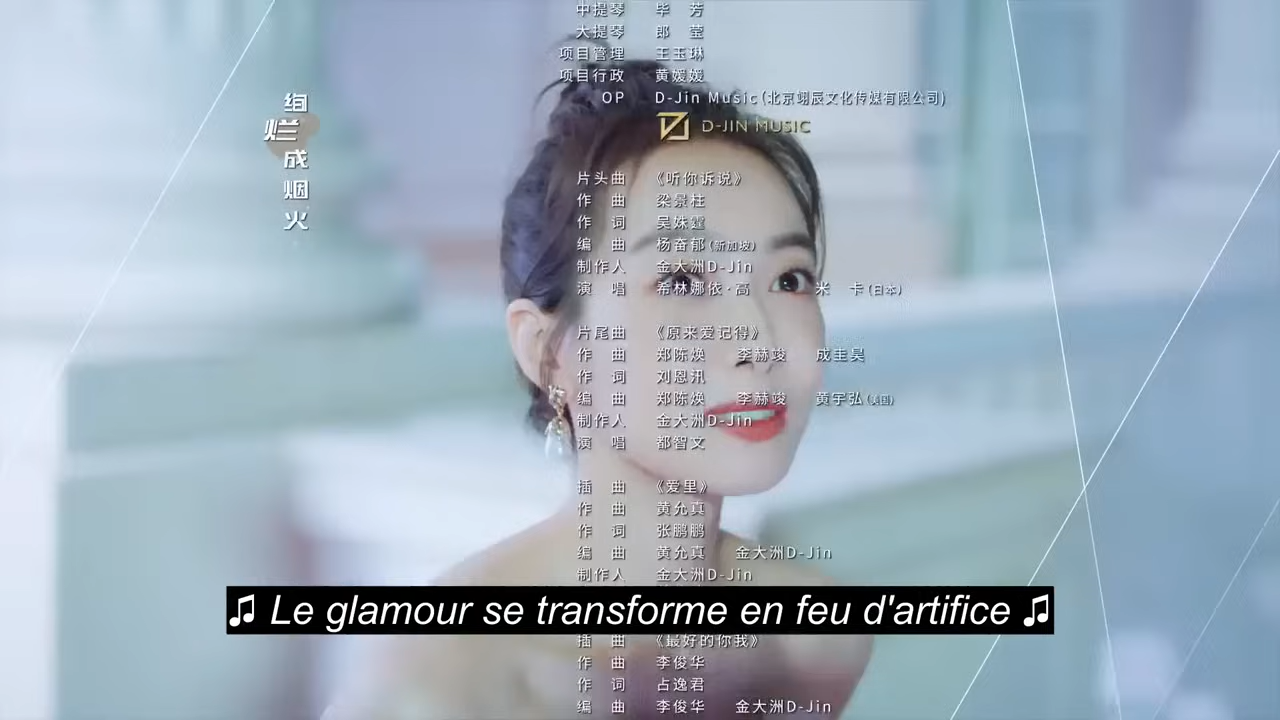 中提琴 毕 芳
大提琴 郎 莹
项目管理 王玉琳
项目行政 黄媛媛
OP D-Jin Music(北京翊辰文化传媒有限公司)
D-JIN MUSIC
绚
烂
成
烟
火
片头曲 《听你诉说》
作 曲 梁景柱
作 词 吴姝霆
编 曲 杨奋郁(新加坡)
制作人 金大洲D-Jin
演 唱 希林娜依·高 米 卡(日本)
片尾曲 《原来爱记得》
作 曲 郑陈焕 李赫竣 成圭昊
作 词 刘恩汛
编 曲 郑陈焕 李赫竣 黄宇弘(美国)
制作人 金大洲D-Jin
演 唱 都智文
插 曲 《爱里》
作 曲 黄允真
作 词 张鹏鹏
编 曲 黄允真 金大洲D-Jin
制作人 金大洲D-Jin
♫ Le glamour se transforme en feu d'artifice ♫
插 曲 《最好的你我》
作 曲 李俊华
作 词 占逸君
编 曲 李俊华 金大洲D-Jin